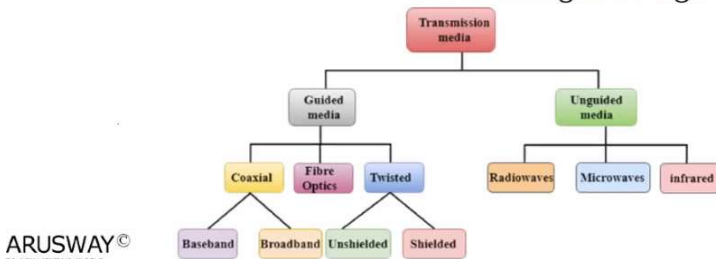 Transmission
media
Guided
media
Unguided
media
Coaxial
Fibre
Optics
Twisted
Radiowaves
Microwaves
infrared
Baseband
Broadband
Unshielded
Shielded
ARUSWAY©